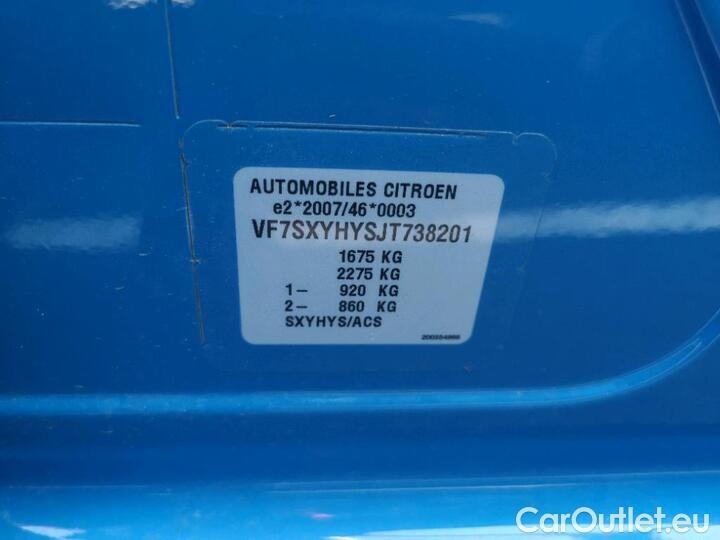 AUTOMOBILES CITROEN
e2*2007/46*0003
VF7SXYHYSJT738201
1675 KG
2275 KG
1- 920 KG
2- 860 KG
SXYHYS/ACS
CarOutlet.eu